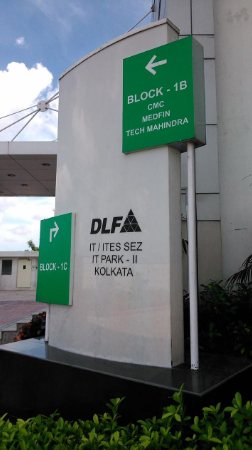 BLOCK - 1B
CMC
MEDFIN
TECH MAHINDRA
DLF
IT / ITES SEZ
IT PARK - II
KOLKATA
BLOCK - 1C